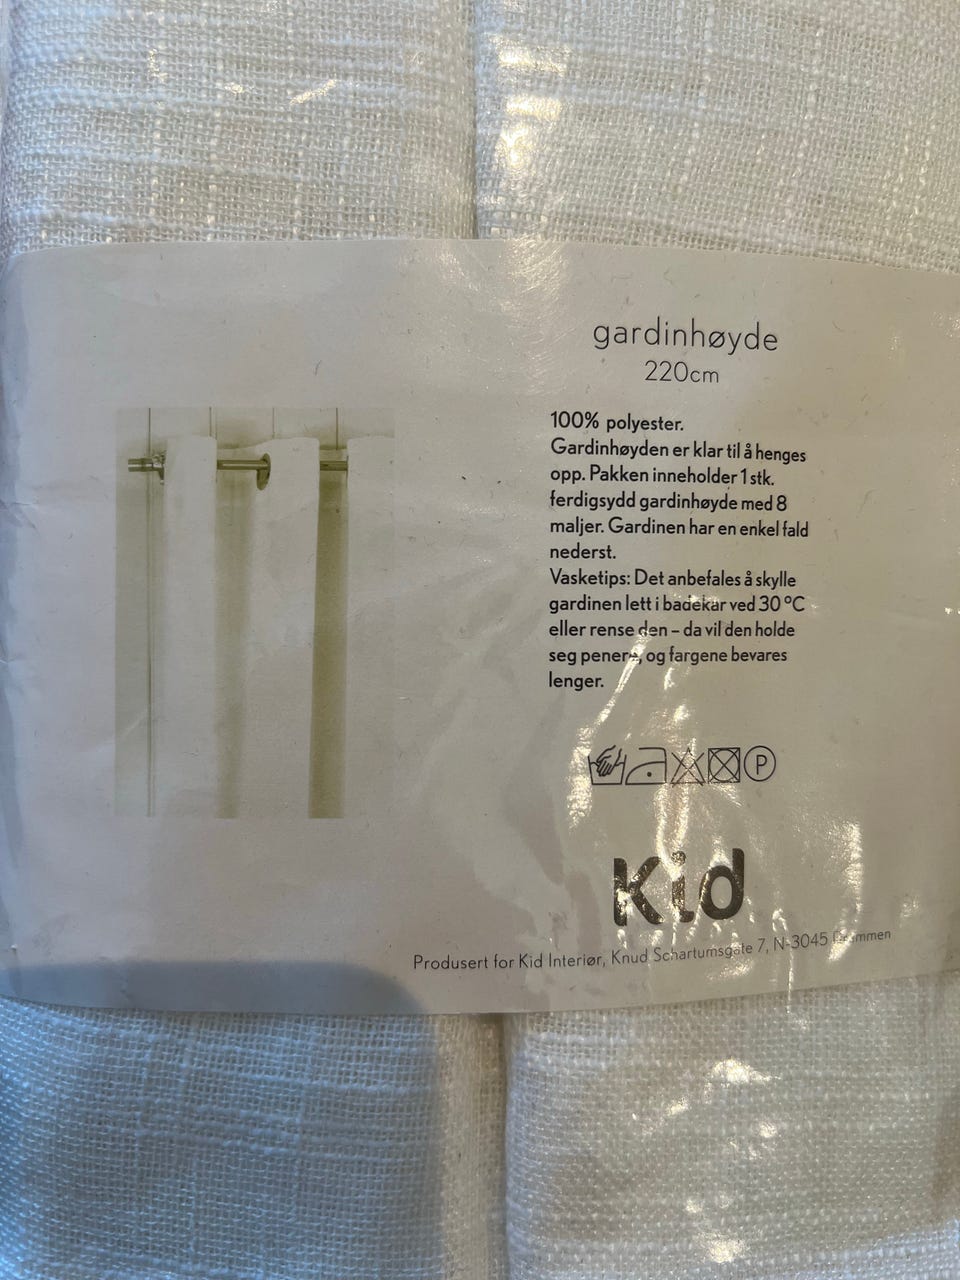 gardinhøyde
220cm
100% polyester.
Gardinhøyden er klar til å henges
opp. Pakken inneholder 1 stk.
ferdigsydd gardinhøyde med 8
maljer. Gardinen har en enkel fald
nederst.
Vasketips: Det anbefales å skylle
gardinen lett i badekar ved 30 °C
eller rense den – da vil den holde
seg penere, og fargene bevares
lenger.
P
Kid
Produsert for Kid Interiør, Knud Schartumsgate 7, N-3045 Drammen